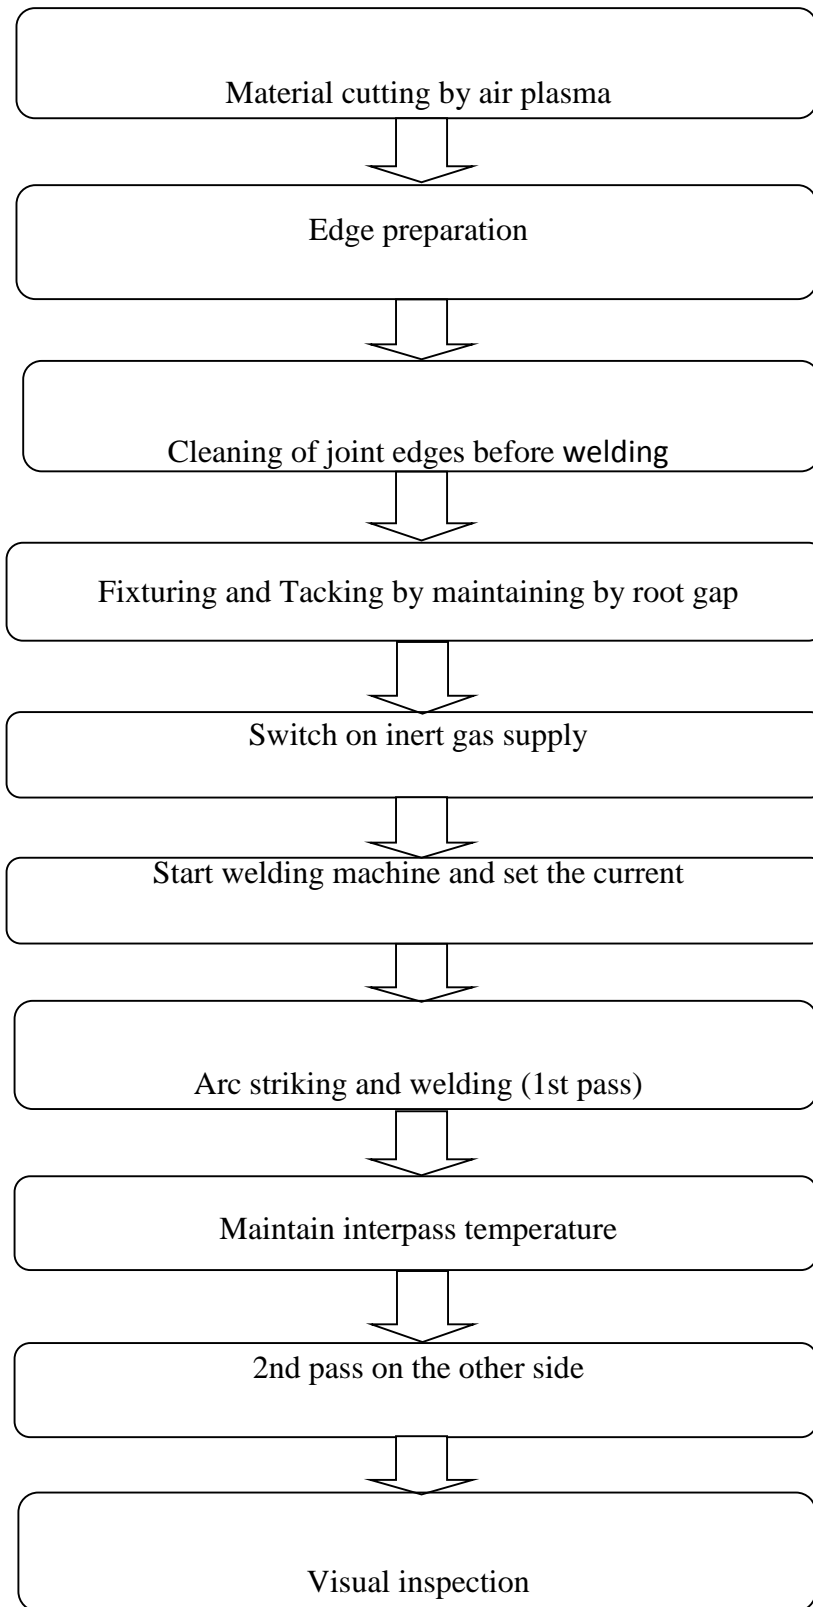 Material cutting by air plasma
Edge preparation
Cleaning of joint edges before welding
Fixturing and Tacking by maintaining by root gap
Switch on inert gas supply
Start welding machine and set the current
Arc striking and welding (1st pass)
Maintain interpass temperature
2nd pass on the other side
Visual inspection